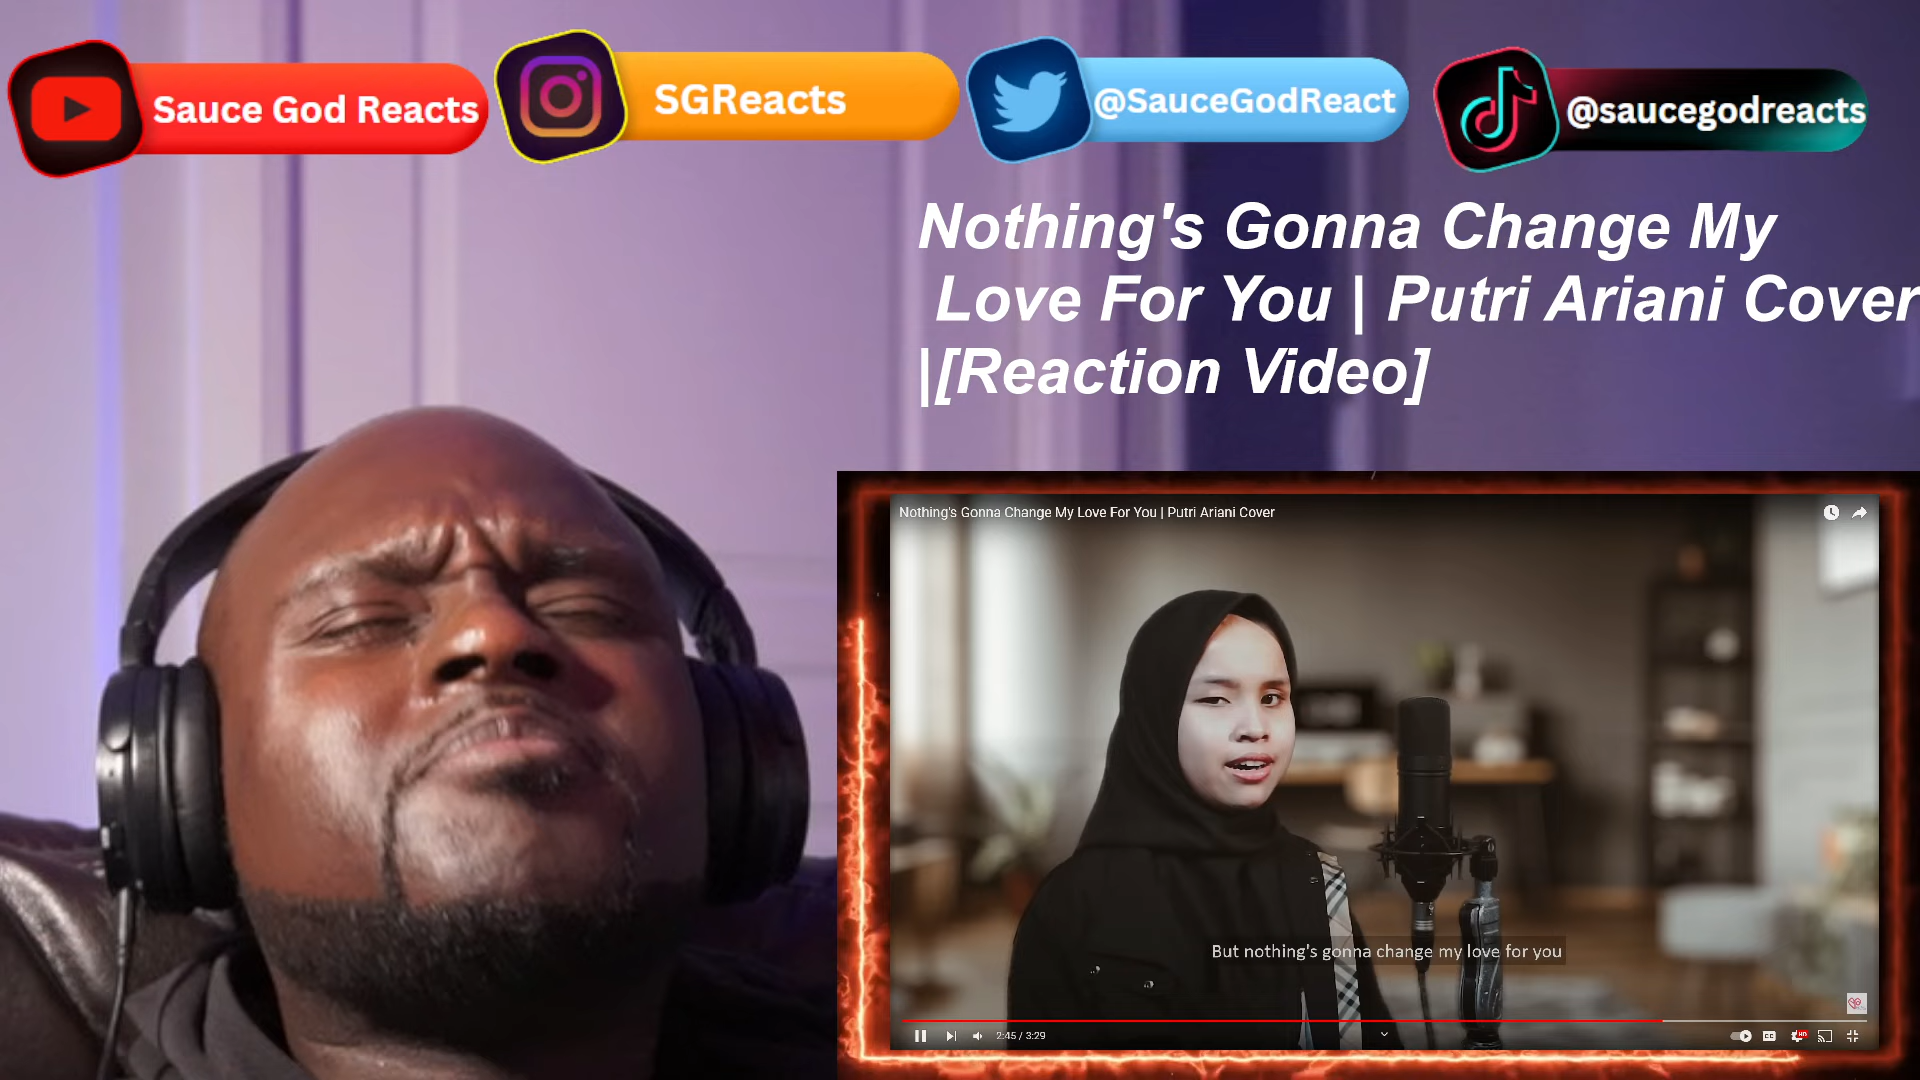 Sauce God Reacts
SGReacts
@SauceGodReact
@saucegodreacts
Nothing's Gonna Change My
Love For You | Putri Ariani Cover
|[Reaction Video]
Nothing's Gonna Change My Love For You | Putri Ariani Cover
But nothing's gonna change my love for you
2:45 / 3:29
CC
HD